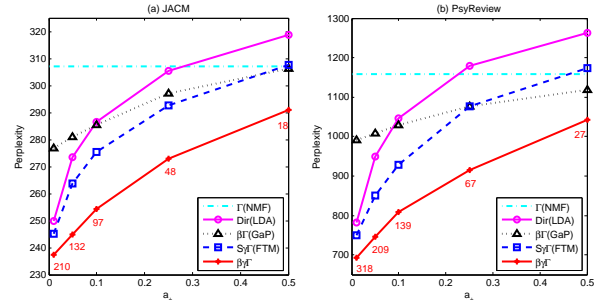 (a) JACM
Perplexity
320
310
300
290
280
270
260
250
240
230
0
0.1
0.2
0.3
0.4
0.5
210
132
97
48
18
Γ(NMF)
Dir(LDA)
βΓ(GaP)
SγΓ(FTM)
βγΓ
(b) PsyReview
Perplexity
1300
1200
1100
1000
900
800
700
0
0.1
0.2
0.3
0.4
0.5
318
209
139
67
27
Γ(NMF)
Dir(LDA)
βΓ(GaP)
SγΓ(FTM)
βγΓ